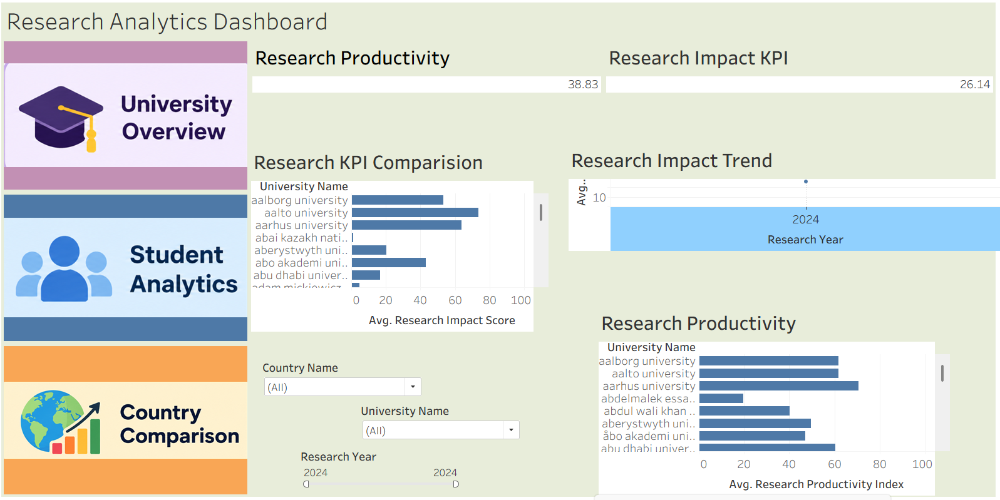 Research Analytics Dashboard
University
Overview
Student
Analytics
Country
Comparison
Research Productivity
38.83
Research Impact KPI
26.14
Research KPI Comparision
University Name
aalborg university
aalto university
aarhus university
abai kazakh nati..
aberystwyth uni..
abo akademi uni..
abu dhabi univer..
adam mickiewicz..
0 20 40 60 80 100
Avg. Research Impact Score
Research Impact Trend
Avg..
10
2024
Research Year
Country Name
(All)
University Name
(All)
Research Year
2024 2024
Research Productivity
University Name
aalborg university
aalto university
aarhus university
abdelmalek essa..
abdul wali khan ..
aberystwyth uni..
åbo akademi uni..
abu dhabi univer..
0 20 40 60 80 100
Avg. Research Productivity Index